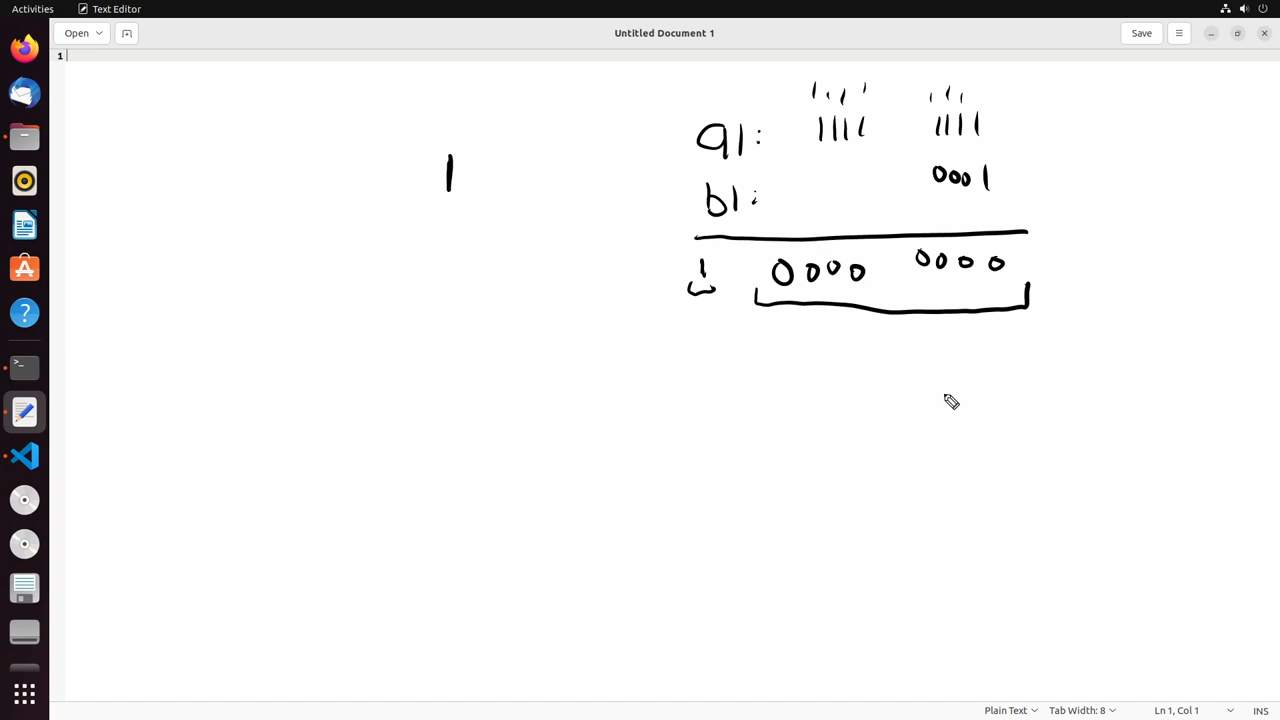 Activities Text Editor
Open Untitled Document 1 Save
1
1 1 1 1 1 1 1
a1: 1111 1111
1
b1: 0001
1 0000 0000
Plain Text Tab Width: 8 Ln 1, Col 1 INS